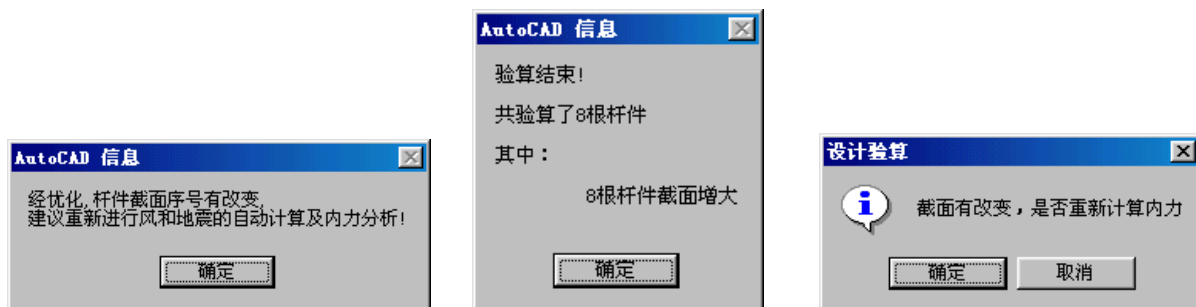 AutoCAD 信息
经优化,杆件截面序号有改变,
建议重新进行风和地震的自动计算及内力分析!
确定
AutoCAD 信息
验算结束!
共验算了8根杆件
其中：
8根杆件截面增大
确定
设计验算
截面有改变，是否重新计算内力
确定
取消